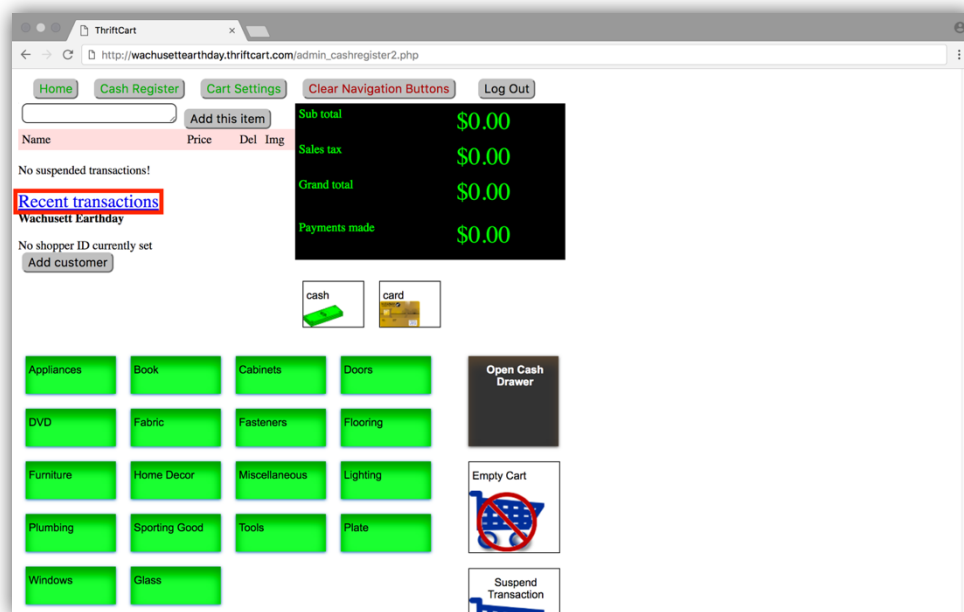 ThriftCart
http://wachusettearthday.thriftcart.com/admin_cashregister2.php
Home Cash Register Cart Settings Clear Navigation Buttons Log Out
Add this item
Name Price Del Img
No suspended transactions!
Recent transactions
Wachusett Earthday
No shopper ID currently set
Add customer
Sub total $0.00
Sales tax $0.00
Grand total $0.00
Payments made $0.00
cash card
Appliances Book Cabinets Doors
DVD Fabric Fasteners Flooring
Furniture Home Decor Miscellaneous Lighting
Plumbing Sporting Good Tools Plate
Windows Glass
Open Cash
Drawer
Empty Cart
Suspend
Transaction